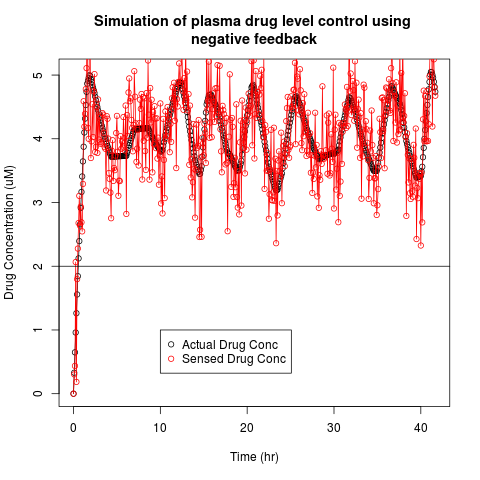 Simulation of plasma drug level control using
negative feedback
Drug Concentration (uM)
5
4
3
2
1
0
Actual Drug Conc
Sensed Drug Conc
0
10
20
30
40
Time (hr)